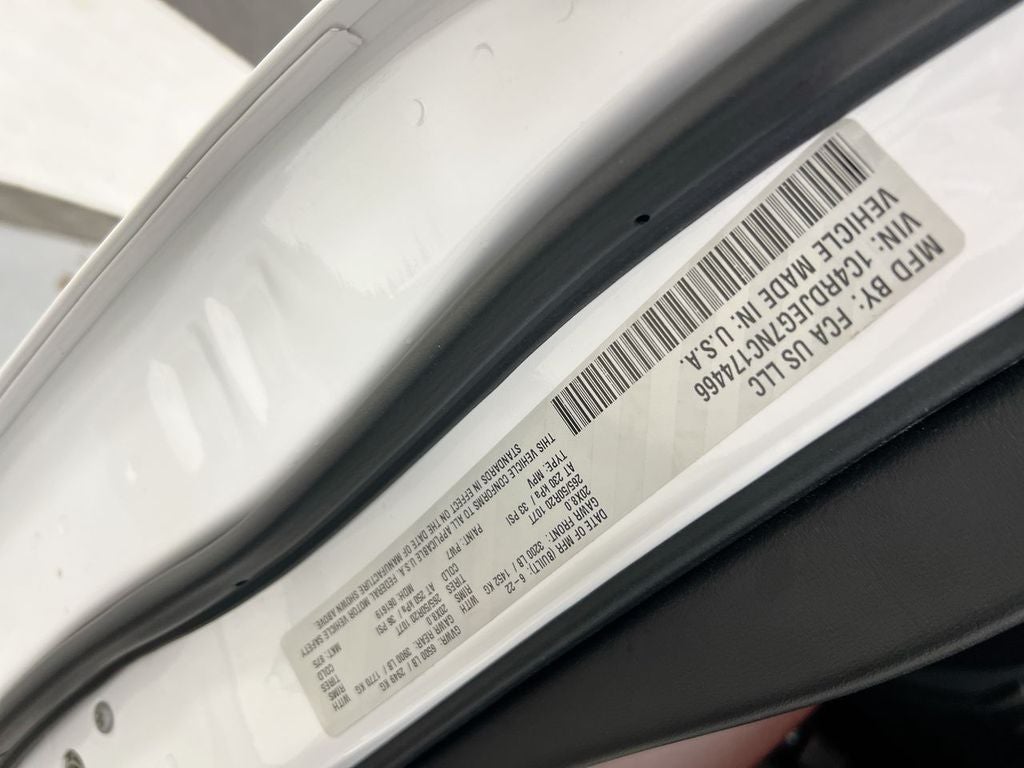 MFD BY: FCA US LLC
VIN: 1C4RDJEG7NC174466
VEHICLE MADE IN: U.S.A.
DATE OF MFR (BUILT): 6-22 GVWR: 6500 LB / 2949 KG
GAWR FRONT: 3200 LB / 1452 KG WITH GAWR REAR: 3900 LB / 1770 KG WITH
20X8.0 RIMS 20X8.0 RIMS
265/50R20 107T TIRES 265/50R20 107T TIRES
AT 230 kPa / 33 PSI COLD AT 250 kPa / 36 PSI COLD
TYPE: MPV PAINT: PW7 MDH: 061619 MKT: 875
THIS VEHICLE CONFORMS TO ALL APPLICABLE U.S.A. FEDERAL MOTOR VEHICLE SAFETY
STANDARDS IN EFFECT ON THE DATE OF MANUFACTURE SHOWN ABOVE.